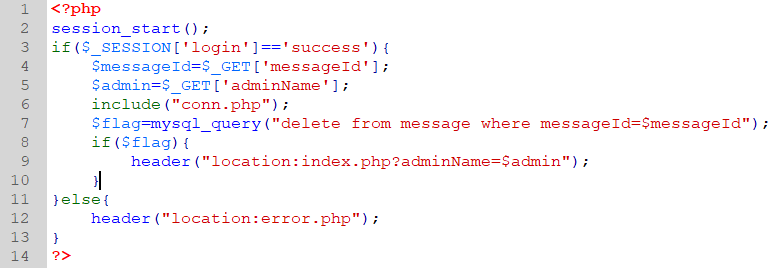 1 <?php
2 session_start();
3 if($_SESSION['login']=='success'){
4     $messageId=$_GET['messageId'];
5     $admin=$_GET['adminName'];
6     include("conn.php");
7     $flag=mysql_query("delete from message where messageId=$messageId");
8     if($flag){
9         header("location:index.php?adminName=$admin");
10     }
11 }else{
12     header("location:error.php");
13 }
14 ?>